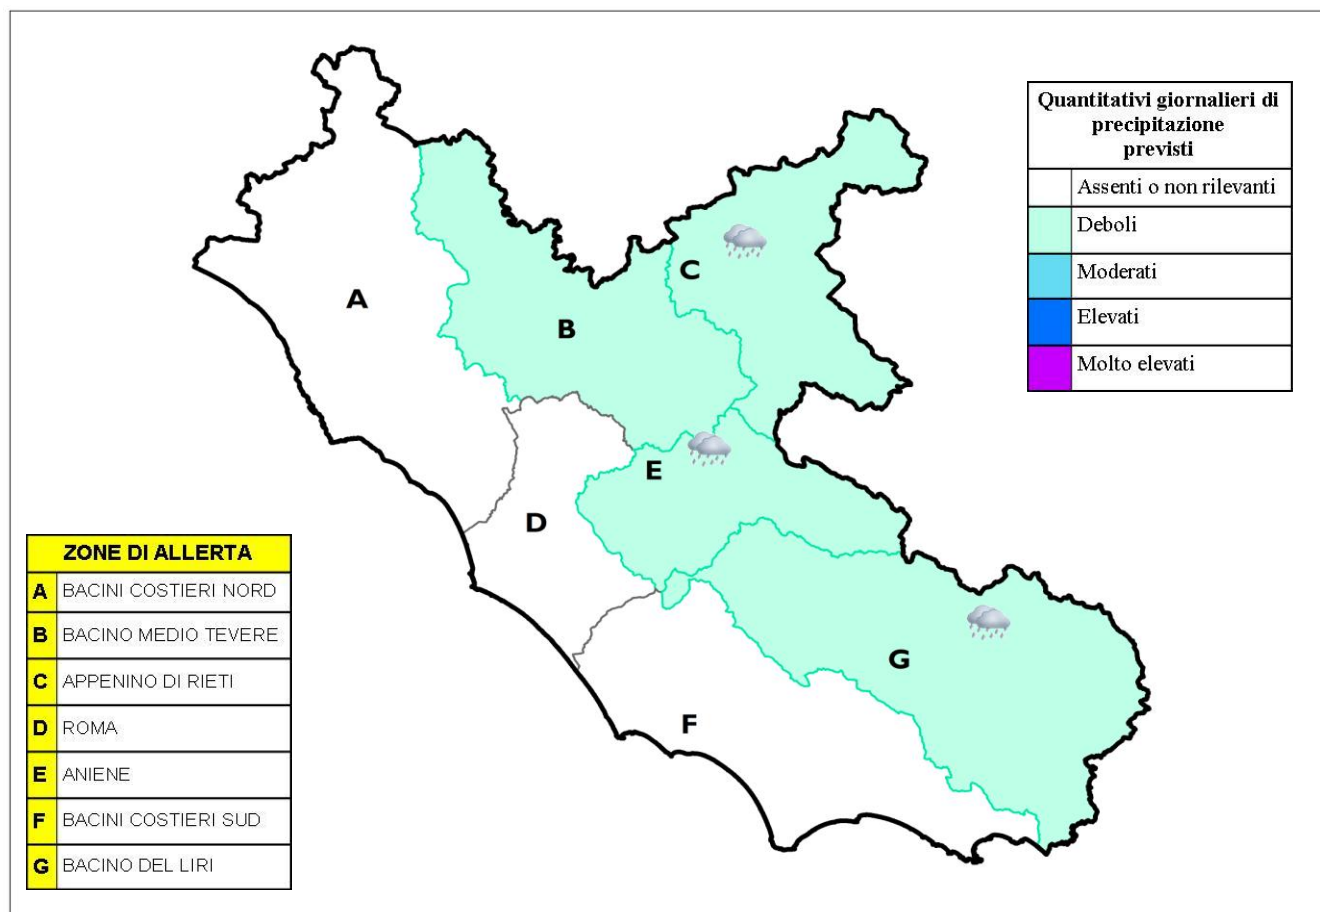 Quantitativi giornalieri di
precipitazione
previsti
Assenti o non rilevanti
Deboli
Moderati
Elevati
Molto elevati
C
A
B
E
D
G
F
ZONE DI ALLERTA
A BACINI COSTIERI NORD
B BACINO MEDIO TEVERE
C APPENINO DI RIETI
D ROMA
E ANIENE
F BACINI COSTIERI SUD
G BACINO DEL LIRI